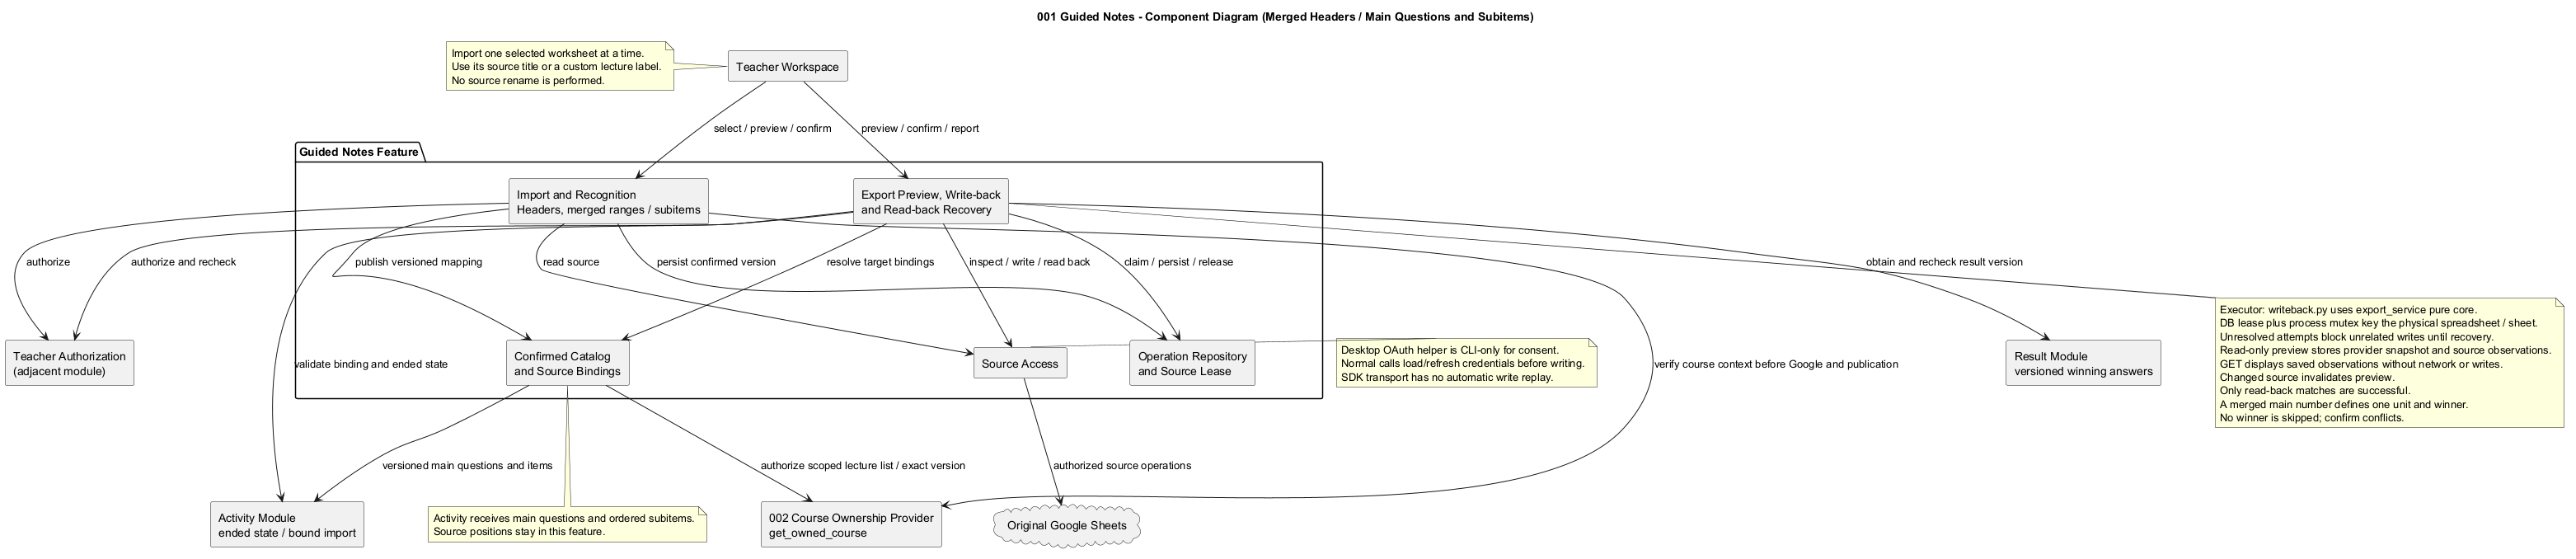 001 Guided Notes - Component Diagram (Merged Headers / Main Questions and Subitems)
Import one selected worksheet at a time.
Use its source title or a custom lecture label.
No source rename is performed.
Teacher Workspace
select / preview / confirm
preview / confirm / report
Guided Notes Feature
Import and Recognition
Headers, merged ranges / subitems
Export Preview, Write-back
and Read-back Recovery
authorize
authorize and recheck
publish versioned mapping
read source
persist confirmed version
resolve target bindings
inspect / write / read back
claim / persist / release
obtain and recheck result version
Teacher Authorization
(adjacent module)
validate binding and ended state
Confirmed Catalog
and Source Bindings
Source Access
Operation Repository
and Source Lease
Desktop OAuth helper is CLI-only for consent.
Normal calls load/refresh credentials before writing.
SDK transport has no automatic write replay.
verify course context before Google and publication
Result Module
versioned winning answers
Executor: writeback.py uses export_service pure core.
DB lease plus process mutex key the physical spreadsheet / sheet.
Unresolved attempts block unrelated writes until recovery.
Read-only preview stores provider snapshot and source observations.
GET displays saved observations without network or writes.
Changed source invalidates preview.
Only read-back matches are successful.
A merged main number defines one unit and winner.
No winner is skipped; confirm conflicts.
versioned main questions and items
authorize scoped lecture list / exact version
authorized source operations
Activity Module
ended state / bound import
Activity receives main questions and ordered subitems.
Source positions stay in this feature.
002 Course Ownership Provider
get_owned_course
Original Google Sheets